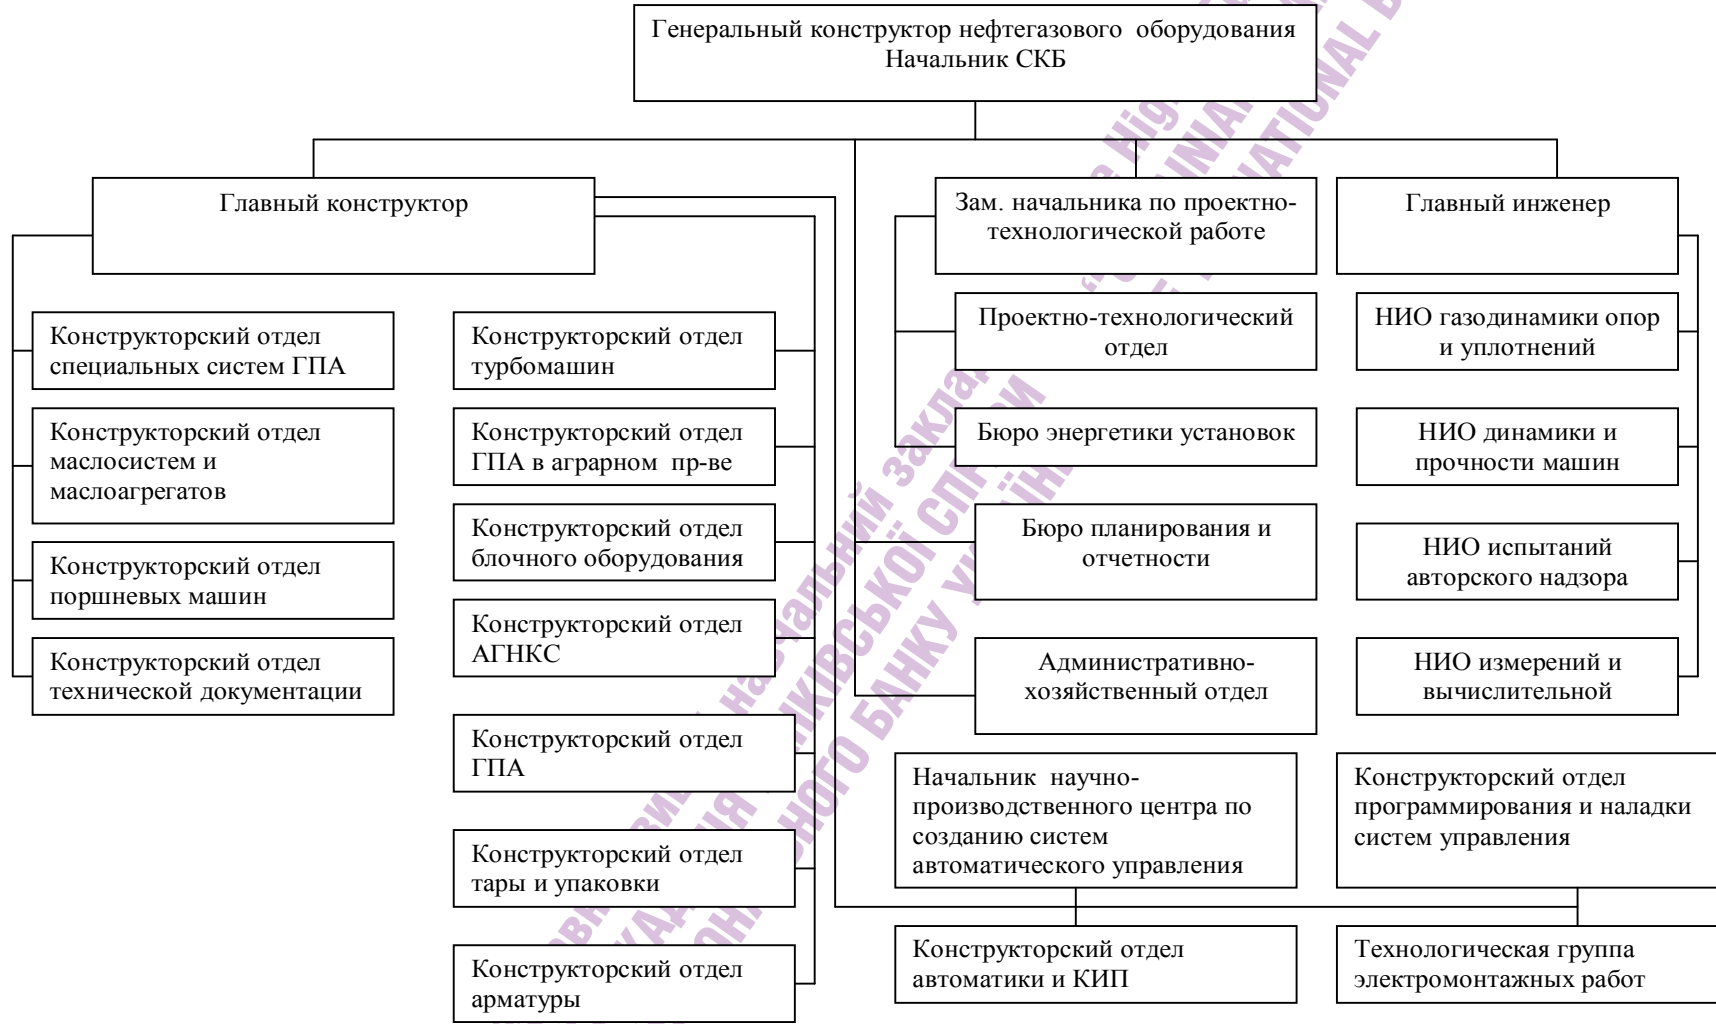 Генеральный конструктор нефтегазового оборудования
Начальник СКБ
Главный конструктор
Зам. начальника по проектно-
технологической работе
Главный инженер
Конструкторский отдел
специальных систем ГПА
Конструкторский отдел
маслосистем и
маслоагрегатов
Конструкторский отдел
поршневых машин
Конструкторский отдел
технической документации
Конструкторский отдел
турбомашин
Конструкторский отдел
ГПА в аграрном пр-ве
Конструкторский отдел
блочного оборудования
Конструкторский отдел
АГНКС
Конструкторский отдел
ГПА
Конструкторский отдел
тары и упаковки
Конструкторский отдел
арматуры
Проектно-технологический
отдел
Бюро энергетики установок
Бюро планирования и
отчетности
Административно-
хозяйственный отдел
НИО газодинамики опор
и уплотнений
НИО динамики и
прочности машин
НИО испытаний
авторского надзора
НИО измерений и
вычислительной
Начальник научно-
производственного центра по
созданию систем
автоматического управления
Конструкторский отдел
программирования и наладки
систем управления
Конструкторский отдел
автоматики и КИП
Технологическая группа
электромонтажных работ